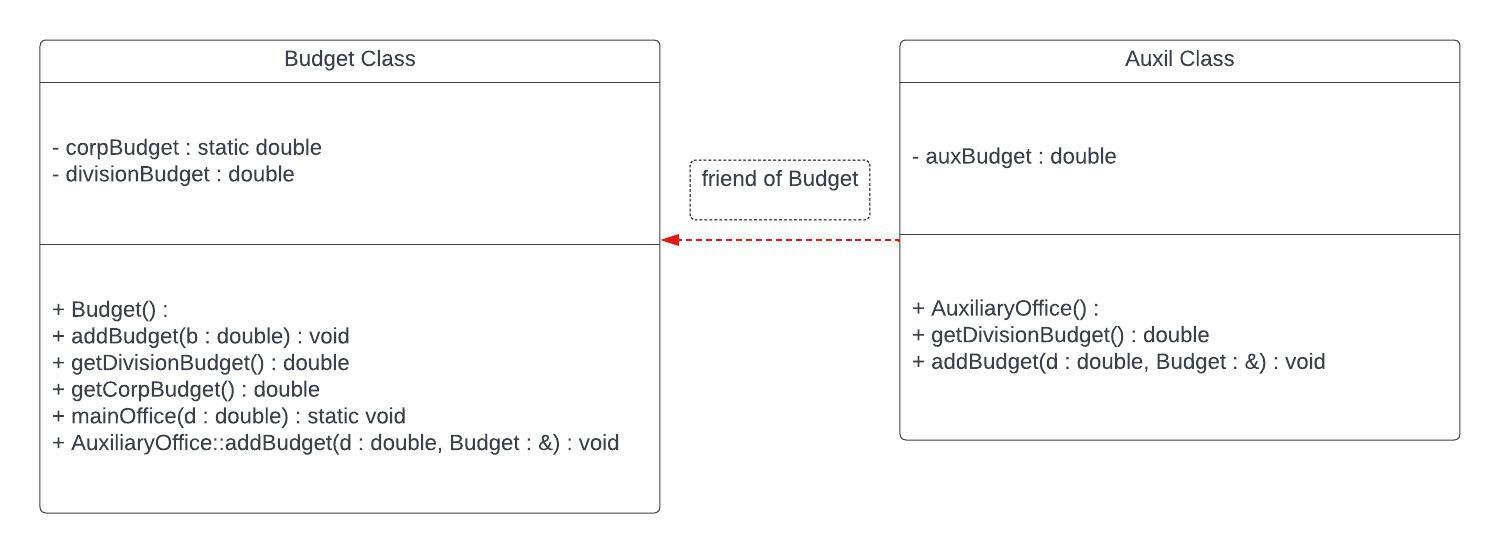 Budget Class
- corpBudget : static double
- divisionBudget : double
+ Budget() :
+ addBudget(b : double) : void
+ getDivisionBudget() : double
+ getCorpBudget() : double
+ mainOffice(d : double) : static void
+ AuxiliaryOffice::addBudget(d : double, Budget : &) : void
friend of Budget
Auxil Class
- auxBudget : double
+ AuxiliaryOffice() :
+ getDivisionBudget() : double
+ addBudget(d : double, Budget : &) : void